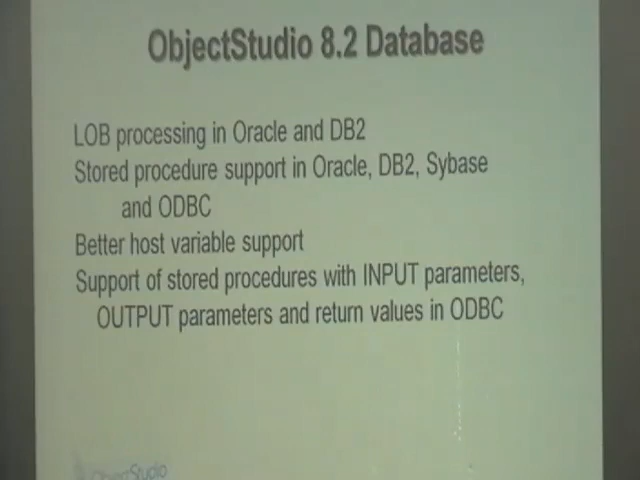 ObjectStudio 8.2 Database
LOB processing in Oracle and DB2
Stored procedure support in Oracle, DB2, Sybase
and ODBC
Better host variable support
Support of stored procedures with INPUT parameters,
OUTPUT parameters and return values in ODBC
ObjectStudio